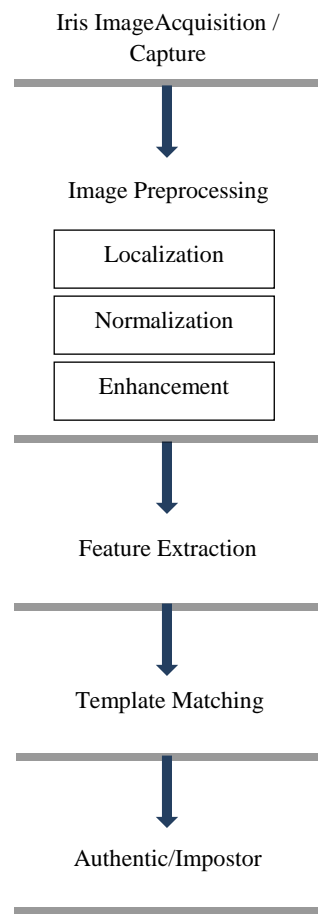 Iris ImageAcquisition /
Capture
Image Preprocessing
Localization
Normalization
Enhancement
Feature Extraction
Template Matching
Authentic/Impostor